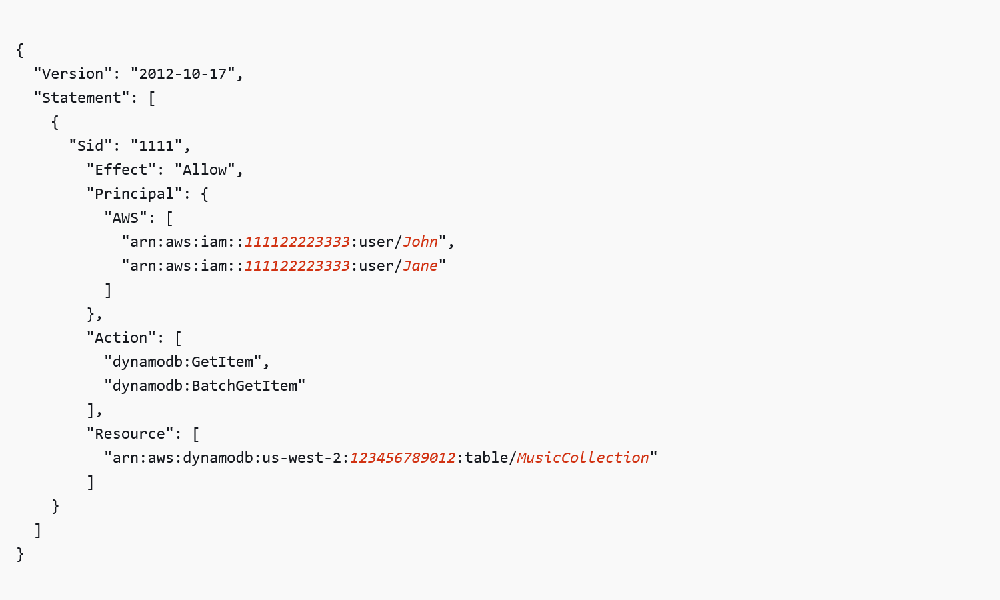 {
  "Version": "2012-10-17",
  "Statement": [
    {
      "Sid": "1111",
        "Effect": "Allow",
        "Principal": {
          "AWS": [
            "arn:aws:iam::111122223333:user/John",
            "arn:aws:iam::111122223333:user/Jane"
          ]
        },
        "Action": [
          "dynamodb:GetItem",
          "dynamodb:BatchGetItem"
        ],
        "Resource": [
          "arn:aws:dynamodb:us-west-2:123456789012:table/MusicCollection"
        ]
    }
  ]
}